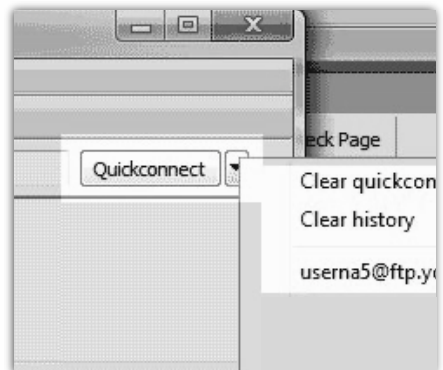 eck Page
Quickconnect
Clear quickcon
Clear history
userna5@ftp.yo